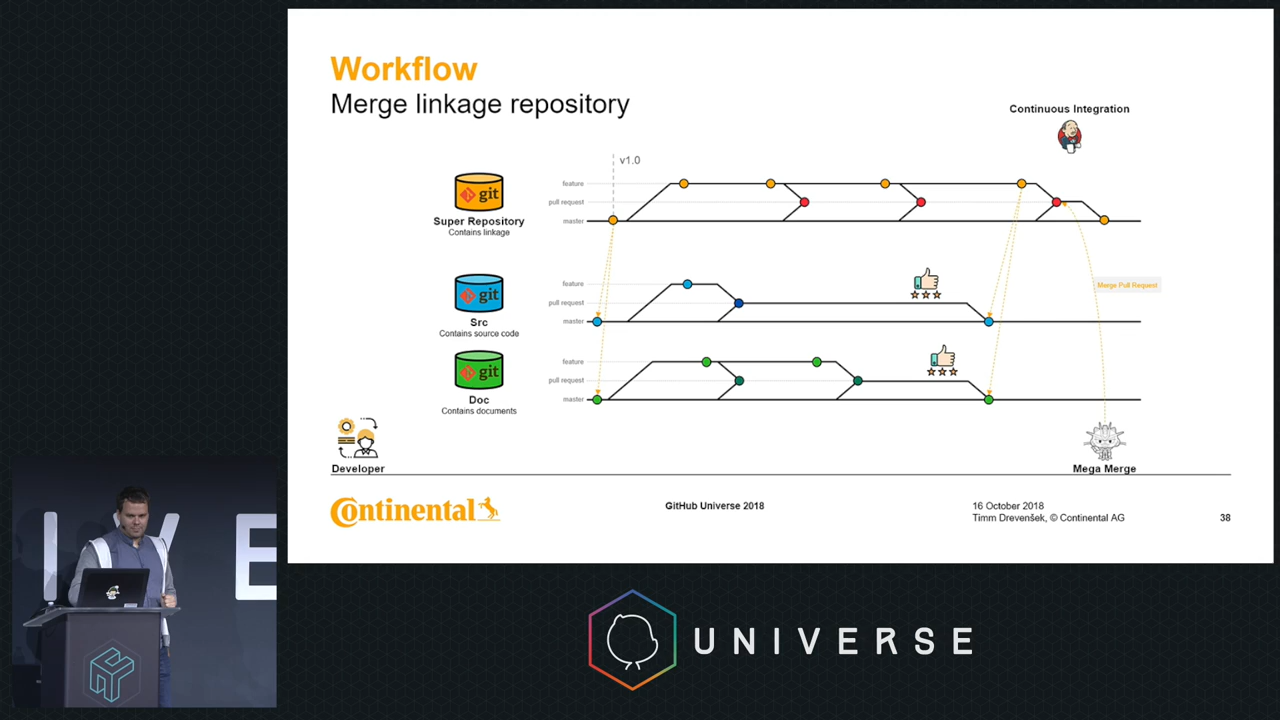 Workflow
Merge linkage repository
Continuous Integration
v1.0
git
Super Repository
Contains linkage
feature
pull request
master
git
Src
Contains source code
feature
pull request
master
Merge Pull Request
git
Doc
Contains documents
feature
pull request
master
Developer
Mega Merge
Continental
GitHub Universe 2018
16 October 2018
Timm Drevenšek, © Continental AG
38
I V E
UNIVERSE